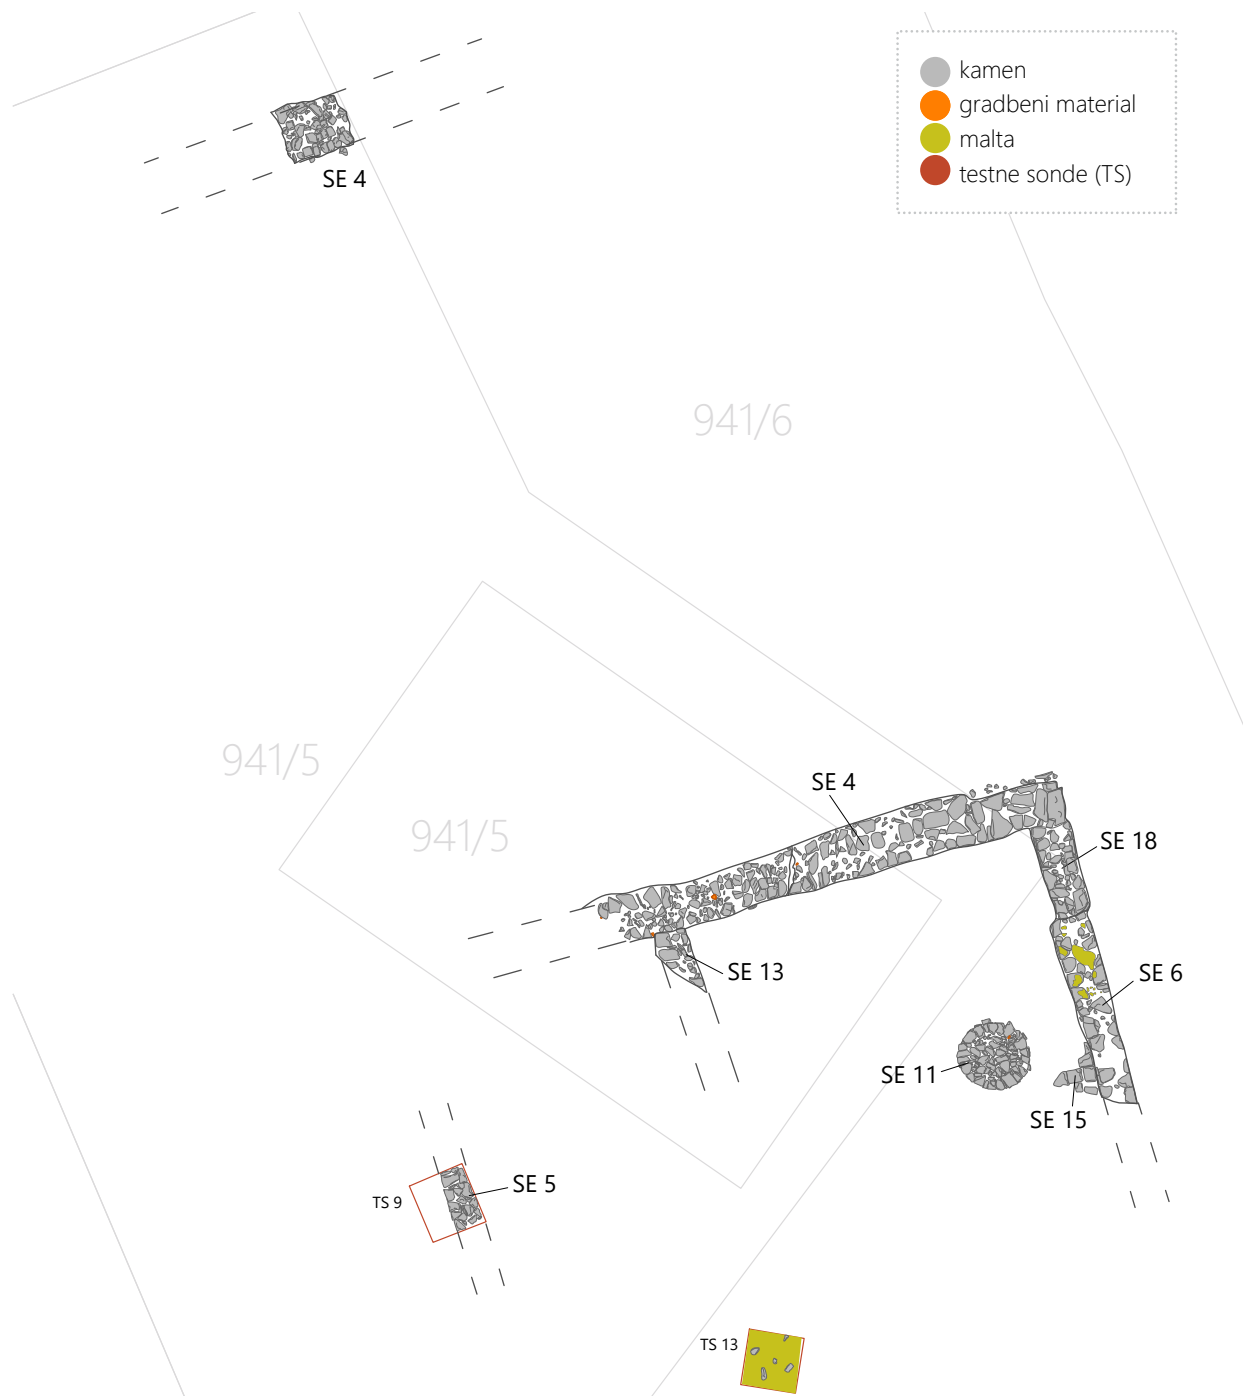 kamen
gradbeni material
malta
testne sonde (TS)
SE 4
941/6
941/5
941/5
SE 4
SE 18
SE 13
SE 6
SE 11
SE 15
TS 9
SE 5
TS 13